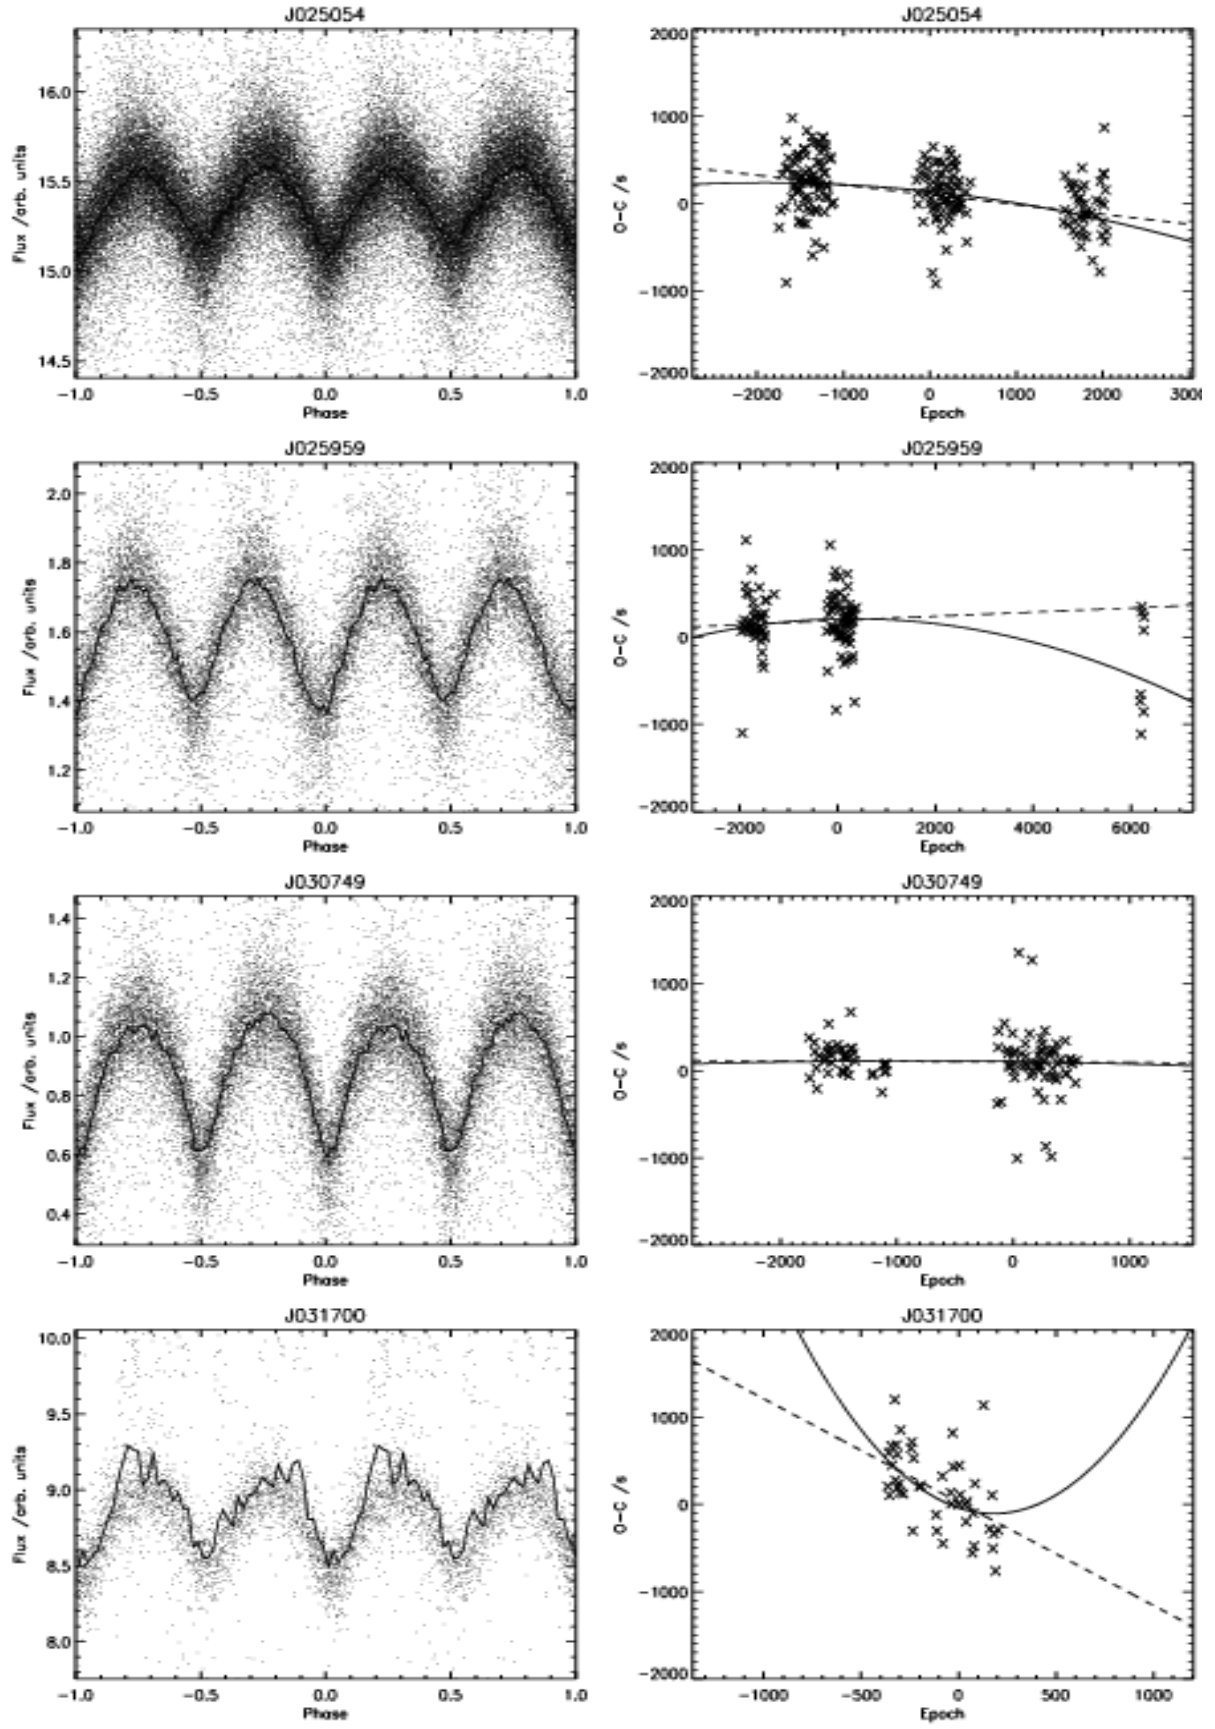 J025054 J025054
16.0 2000
15.5 1000
15.0 0
14.5 -1000
-2000
Flux /arb. units O-C /s
-1.0 -0.5 0.0 0.5 1.0 -2000 -1000 0 1000 2000 3000
Phase Epoch
J025959 J025959
2.0 2000
1.8 1000
1.6 0
1.4 -1000
1.2 -2000
Flux /arb. units O-C /s
-1.0 -0.5 0.0 0.5 1.0 -2000 0 2000 4000 6000
Phase Epoch
J030749 J030749
1.4 2000
1.2 1000
1.0 0
0.8 -1000
0.6 -2000
0.4
Flux /arb. units O-C /s
-1.0 -0.5 0.0 0.5 1.0 -2000 -1000 0 1000
Phase Epoch
J031700 J031700
10.0 2000
9.5 1000
9.0 0
8.5 -1000
8.0 -2000
Flux /arb. units O-C /s
-1.0 -0.5 0.0 0.5 1.0 -1000 -500 0 500 1000
Phase Epoch